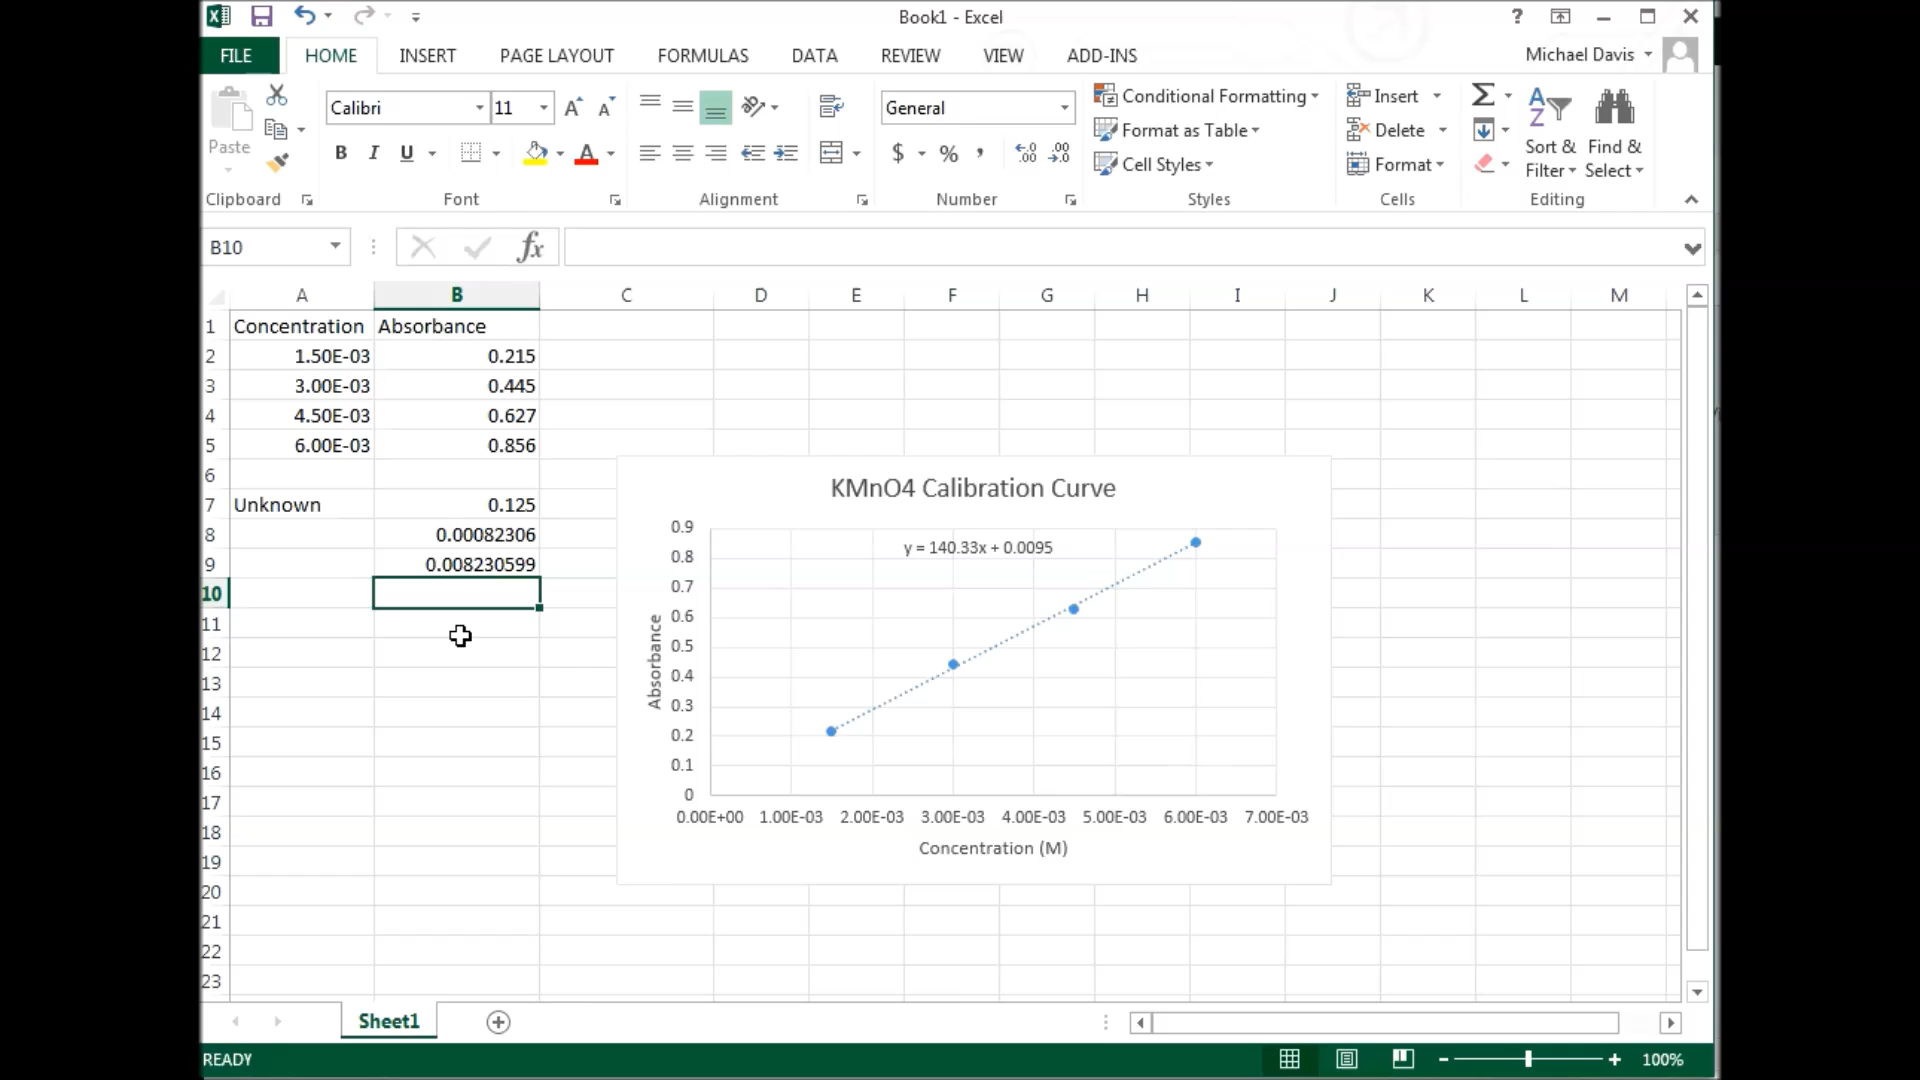 Book1 - Excel
?
FILE HOME INSERT PAGE LAYOUT FORMULAS DATA REVIEW VIEW ADD-INS Michael Davis
Paste
Calibri 11
General
Conditional Formatting
Format as Table
Cell Styles
Insert
Delete
Format
Sort & Filter
Find & Select
B I U
$ % ,
Clipboard Font Alignment Number Styles Cells Editing
B10 fx
A B C D E F G H I J K L M
1 Concentration Absorbance
2 1.50E-03 0.215
3 3.00E-03 0.445
4 4.50E-03 0.627
5 6.00E-03 0.856
6
7 Unknown 0.125
8 0.00082306
9 0.008230599
10
11
12
13
14
15
16
17
18
19
20
21
22
23
KMnO4 Calibration Curve
y = 140.33x + 0.0095
Absorbance
0.9
0.8
0.7
0.6
0.5
0.4
0.3
0.2
0.1
0
0.00E+00 1.00E-03 2.00E-03 3.00E-03 4.00E-03 5.00E-03 6.00E-03 7.00E-03
Concentration (M)
Sheet1
READY 100%